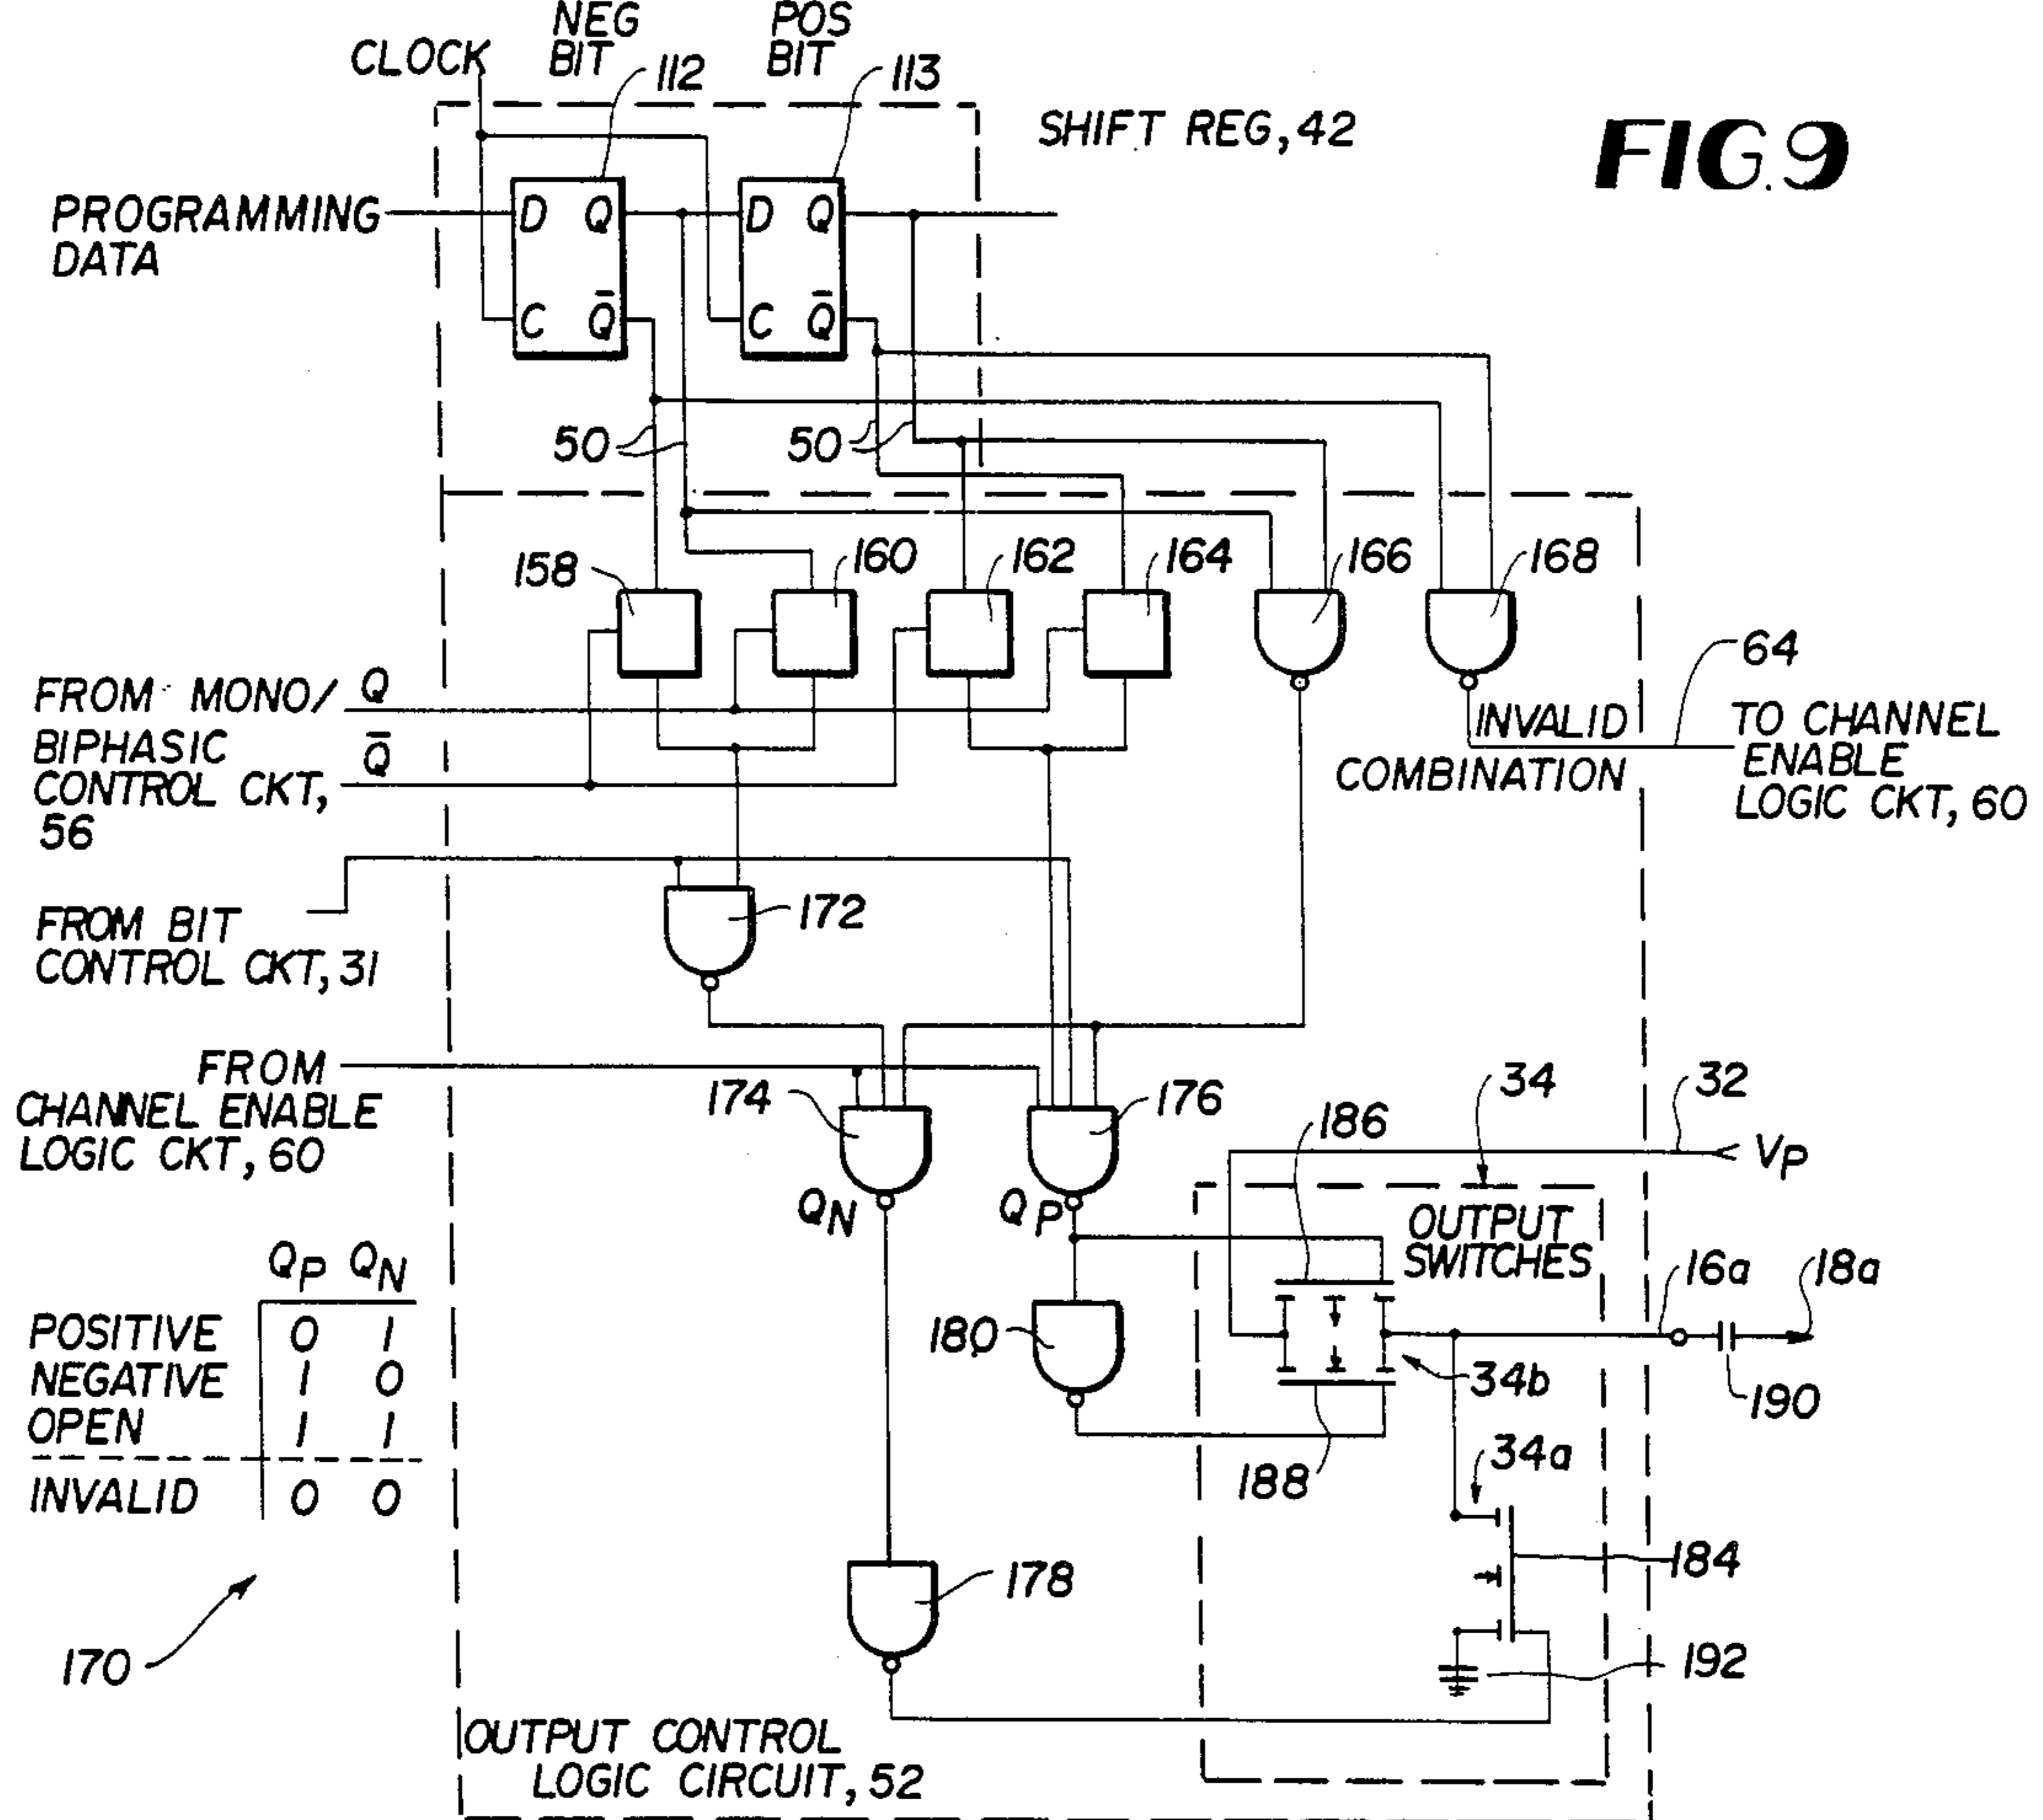 FIG.9
CLOCK
NEG
BIT
POS
BIT
112
113
SHIFT REG, 42
PROGRAMMING
DATA
D Q
C Q̅
D Q
C Q̅
50
50
158
160
162
164
166
168
64
FROM MONO/
BIPHASIC
CONTROL CKT,
56
Q
Q̅
INVALID
COMBINATION
TO CHANNEL
ENABLE
LOGIC CKT, 60
FROM BIT
CONTROL CKT, 31
172
FROM
CHANNEL ENABLE
LOGIC CKT, 60
174
176
QN
QP
34
32
VP
186
OUTPUT
SWITCHES
16a
18a
180
34b
190
188
34a
184
192
178
QP QN
POSITIVE 0 1
NEGATIVE 1 0
OPEN 1 1
INVALID 0 0
170
OUTPUT CONTROL
LOGIC CIRCUIT, 52